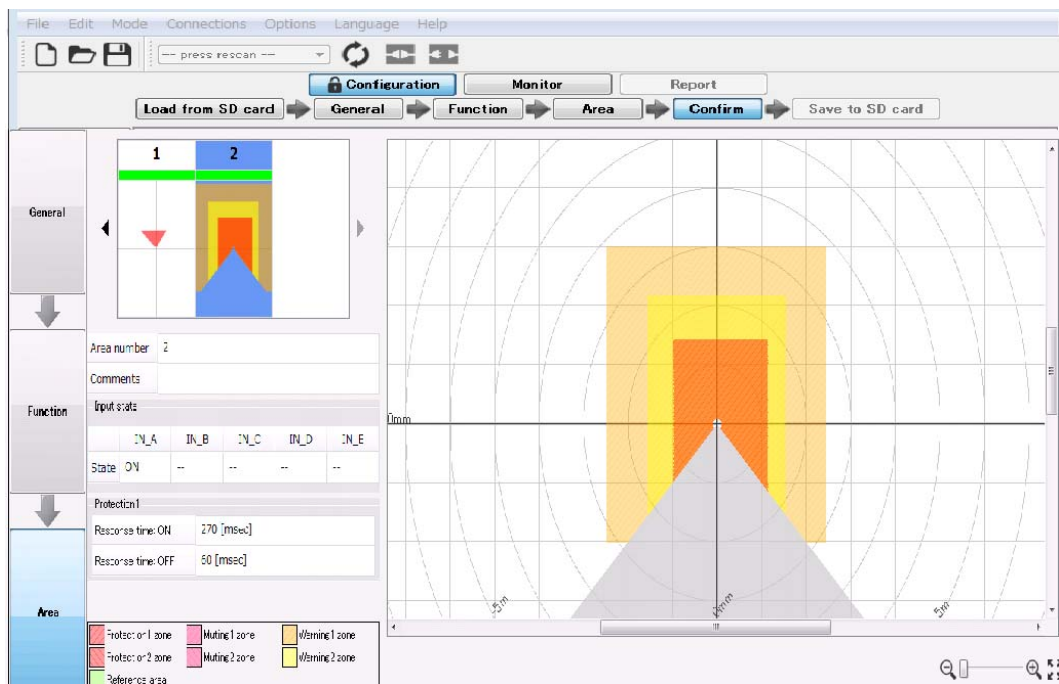 File Edit Mode Connections Options Language Help
-- press rescan --
Configuration Monitor Report
Load from SD card General Function Area Confirm Save to SD card
General
Function
Area
1 2
Area number 2
Comments
Input state
IN_A IN_B IN_C IN_D IN_E
State ON -- -- -- --
Protection1
Response time: ON 270 [msec]
Response time: OFF 60 [msec]
Protection1 zone Muting1 zone Warning1 zone
Protection2 zone Muting2 zone Warning2 zone
Reference area
0mm
-5m 0mm 5m